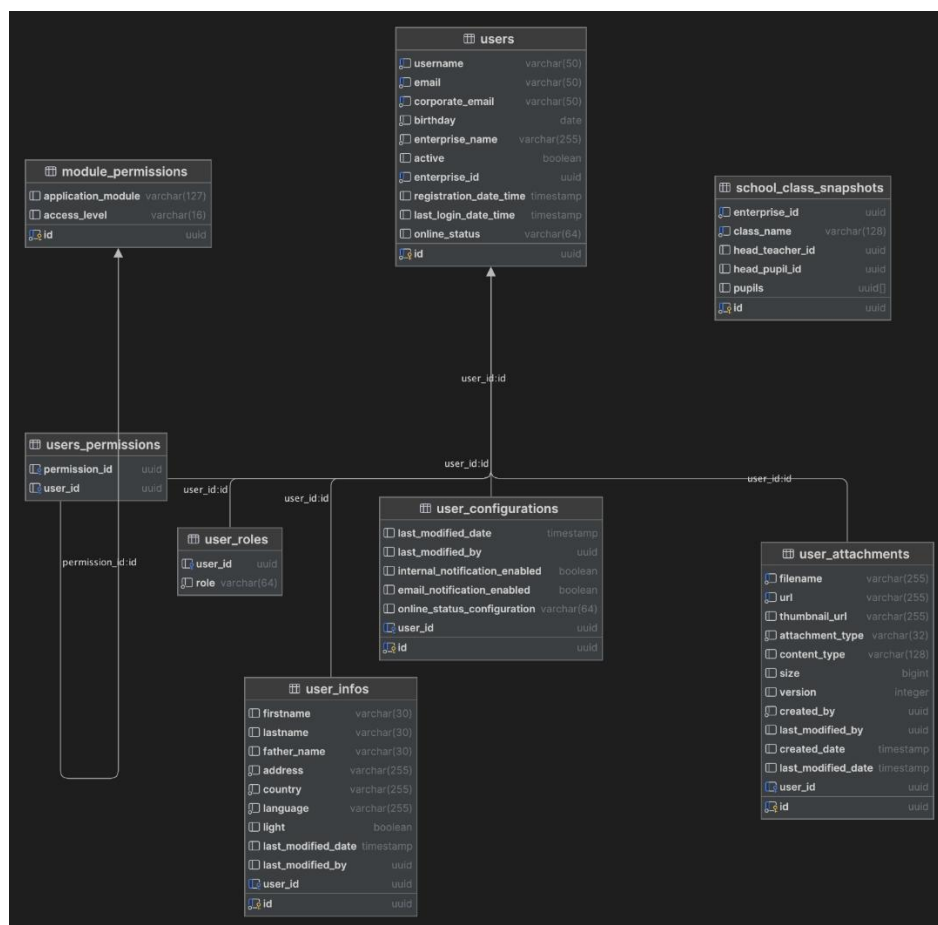 users
username varchar(50)
email varchar(50)
corporate_email varchar(50)
birthday date
enterprise_name varchar(255)
active boolean
enterprise_id uuid
registration_date_time timestamp
last_login_date_time timestamp
online_status varchar(64)
id uuid
module_permissions
application_module varchar(127)
access_level varchar(16)
id uuid
school_class_snapshots
enterprise_id uuid
class_name varchar(128)
head_teacher_id uuid
head_pupil_id uuid
pupils uuid[]
id uuid
user_id:id
users_permissions
permission_id uuid
user_id uuid
user_id:id
user_id:id
user_id:id
user_id:id
permission_id:id
user_roles
user_id uuid
role varchar(64)
user_configurations
last_modified_date timestamp
last_modified_by uuid
internal_notification_enabled boolean
email_notification_enabled boolean
online_status_configuration varchar(64)
user_id uuid
id uuid
user_attachments
filename varchar(255)
url varchar(255)
thumbnail_url varchar(255)
attachment_type varchar(32)
content_type varchar(128)
size bigint
version integer
created_by uuid
last_modified_by uuid
created_date timestamp
last_modified_date timestamp
user_id uuid
id uuid
user_infos
firstname varchar(30)
lastname varchar(30)
father_name varchar(30)
address varchar(255)
country varchar(255)
language varchar(255)
light boolean
last_modified_date timestamp
last_modified_by uuid
user_id uuid
id uuid